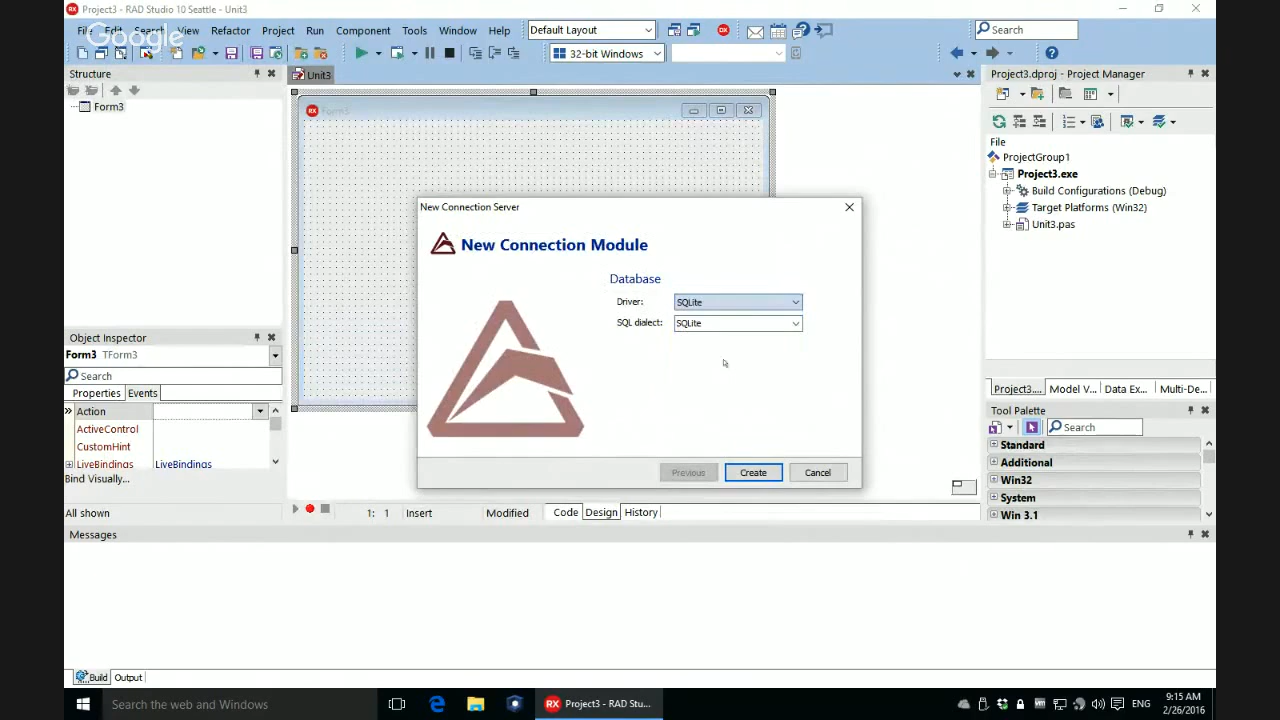 Project3 - RAD Studio 10 Seattle - Unit3
File Edit Search View Refactor Project Run Component Tools Window Help
Default Layout
Search
Google
32-bit Windows
Structure
Unit3
Project3.dproj - Project Manager
Form3
Form3
File
ProjectGroup1
Project3.exe
Build Configurations (Debug)
Target Platforms (Win32)
Unit3.pas
New Connection Server
New Connection Module
Database
Driver: SQLite
SQL dialect: SQLite
Previous Create Cancel
Object Inspector
Form3 TForm3
Search
Properties Events
Action
ActiveControl
CustomHint
LiveBindings LiveBindings
Bind Visually...
All shown
Project3... Model V... Data Ex... Multi-De...
Tool Palette
Search
Standard
Additional
Win32
System
Win 3.1
1: 1 Insert Modified Code Design History
Messages
Build Output
Search the web and Windows
Project3 - RAD Stu...
ENG
9:15 AM
2/26/2016